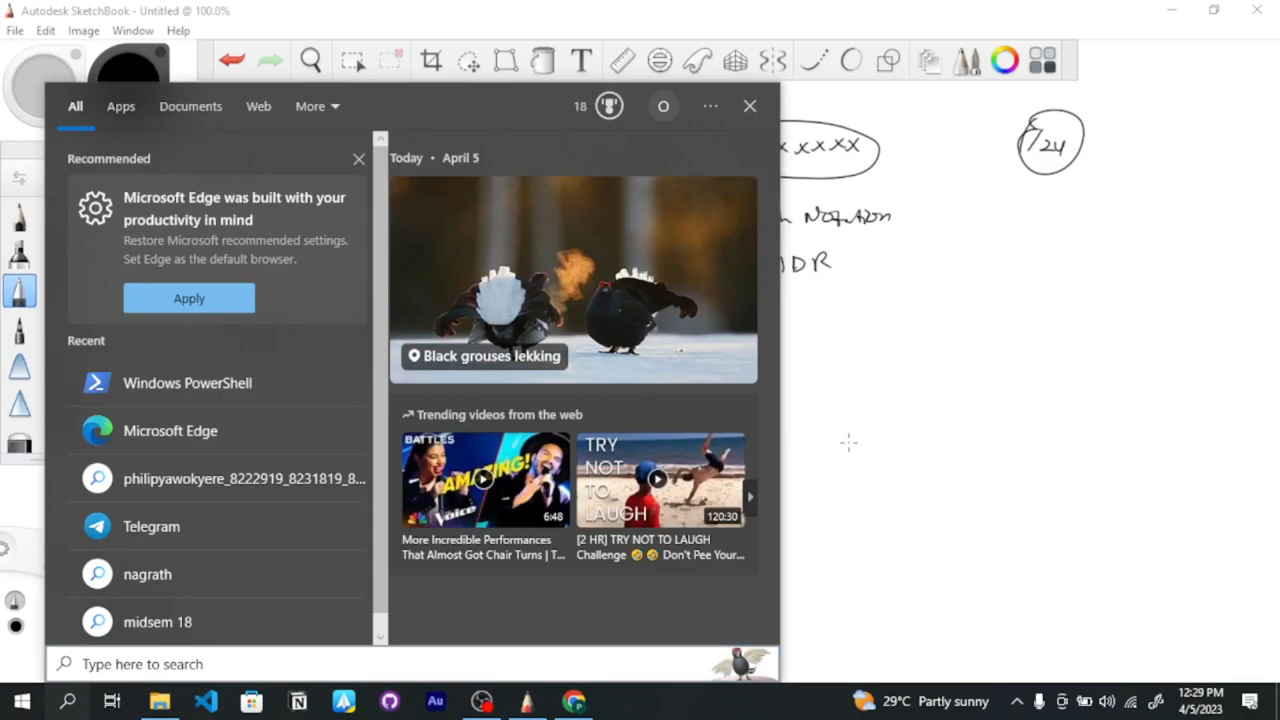 Autodesk SketchBook - Untitled @ 100.0%
File Edit Image Window Help
All Apps Documents Web More 18 O ...
Recommended
Microsoft Edge was built with your
productivity in mind
Restore Microsoft recommended settings.
Set Edge as the default browser.
Apply
Recent
Windows PowerShell
Microsoft Edge
philipyawokyere_8222919_8231819_8...
Telegram
nagrath
midsem 18
Today • April 5
Black grouses lekking
Trending videos from the web
BATTLES
AMAZING!
Voice
6:48
More Incredible Performances
That Almost Got Chair Turns | T...
TRY
NOT
TO
LAUGH
120:30
[2 HR] TRY NOT TO LAUGH
Challenge 🤣 🤣 Don't Pee Your...
x x x x x
/24
Notation
IDR
Type here to search
29°C Partly sunny
12:29 PM
4/5/2023